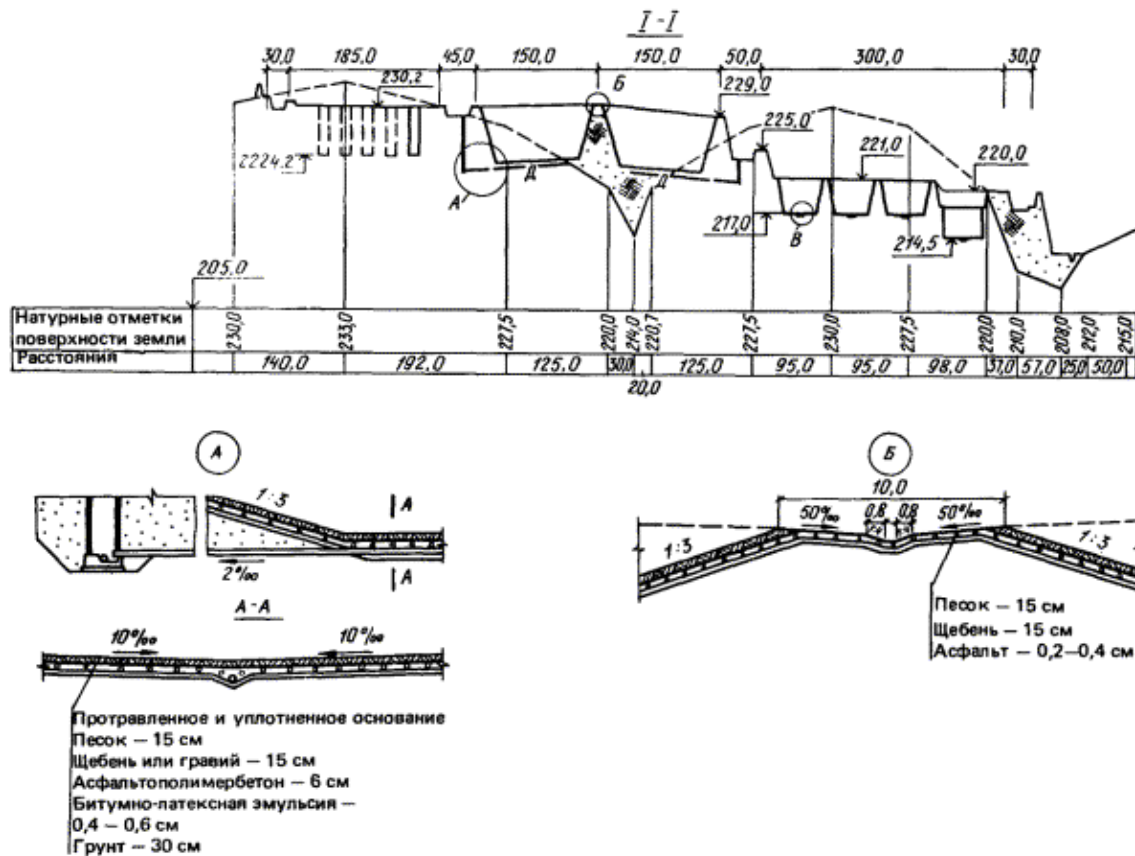 I-I
30,0 185,0 45,0 150,0 150,0 50,0 300,0 30,0
Б
230,2
229,0
225,0
221,0
220,0
2224,2
Д Д
А
217,0
В
214,5
205.0
Натурные отметки
поверхности земли
230,0 233,0 227,5 220,0 214,0 220,7 227,5 230,0 227,5 220,0 210,0 208,0 212,0 215,0
Расстояния
140,0 192,0 125,0 30,0 125,0 95,0 95,0 98,0 37,0 57,0 25,0 50,0
20,0
А
Б
1:3
А
10,0
50‰ 0,8 0,8 50‰
1:3 1:3
2‰
А
А-А
10‰ 10‰
Песок — 15 см
Щебень — 15 см
Асфальт — 0,2—0,4 см
Протравленное и уплотненное основание
Песок — 15 см
Щебень или гравий — 15 см
Асфальтополимербетон — 6 см
Битумно-латексная эмульсия —
0,4 — 0,6 см
Грунт — 30 см